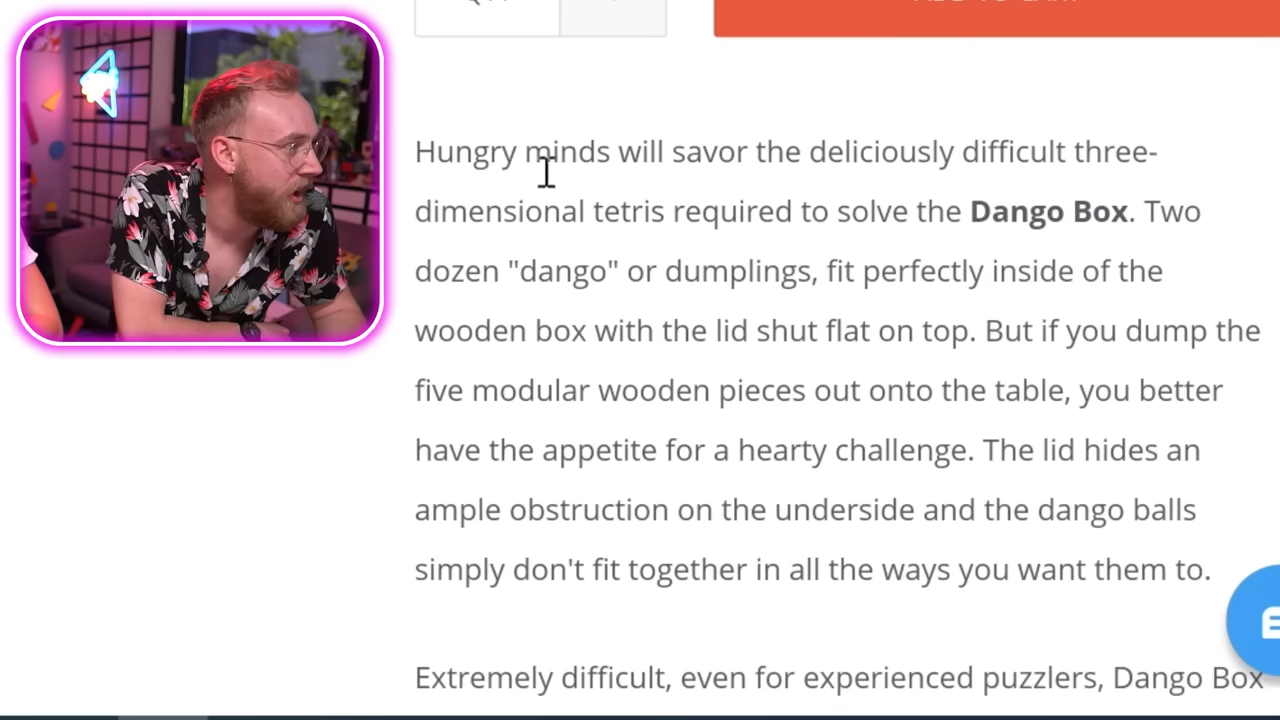 Hungry minds will savor the deliciously difficult three-
dimensional tetris required to solve the Dango Box. Two
dozen "dango" or dumplings, fit perfectly inside of the
wooden box with the lid shut flat on top. But if you dump the
five modular wooden pieces out onto the table, you better
have the appetite for a hearty challenge. The lid hides an
ample obstruction on the underside and the dango balls
simply don't fit together in all the ways you want them to.
Extremely difficult, even for experienced puzzlers, Dango Box